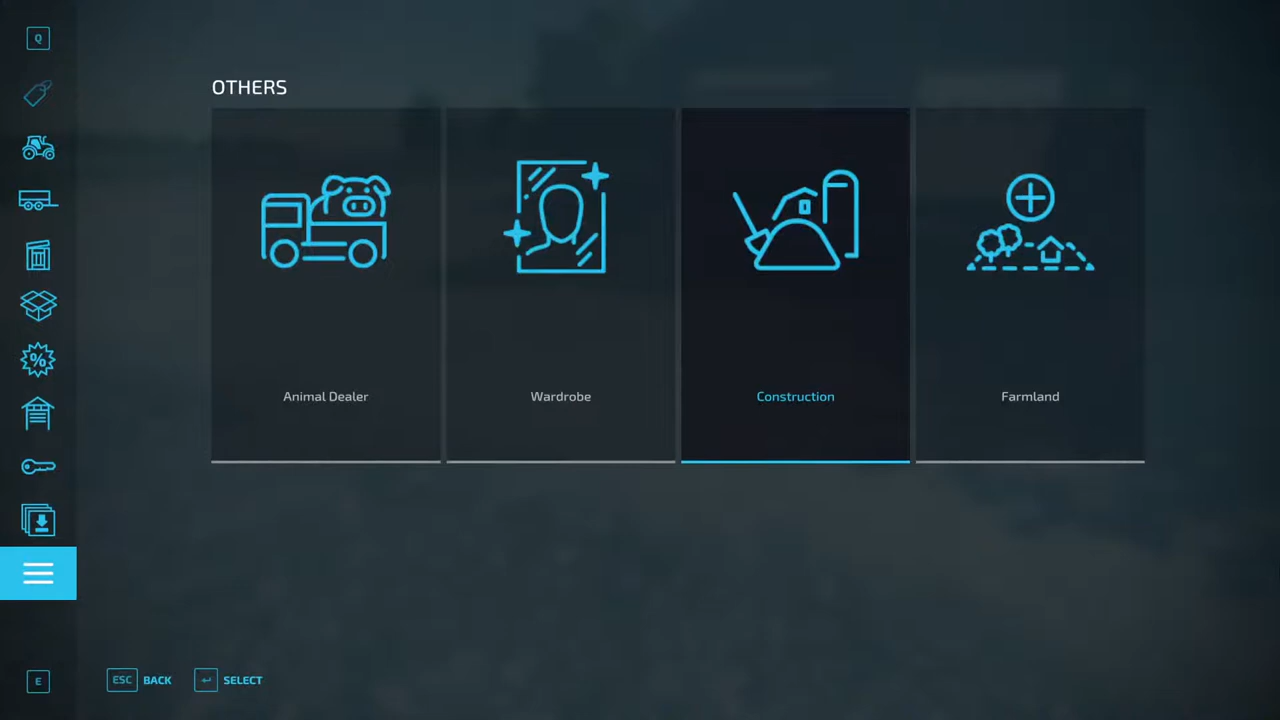 Q
OTHERS
%
Animal Dealer
Wardrobe
Construction
Farmland
E
ESC BACK
SELECT